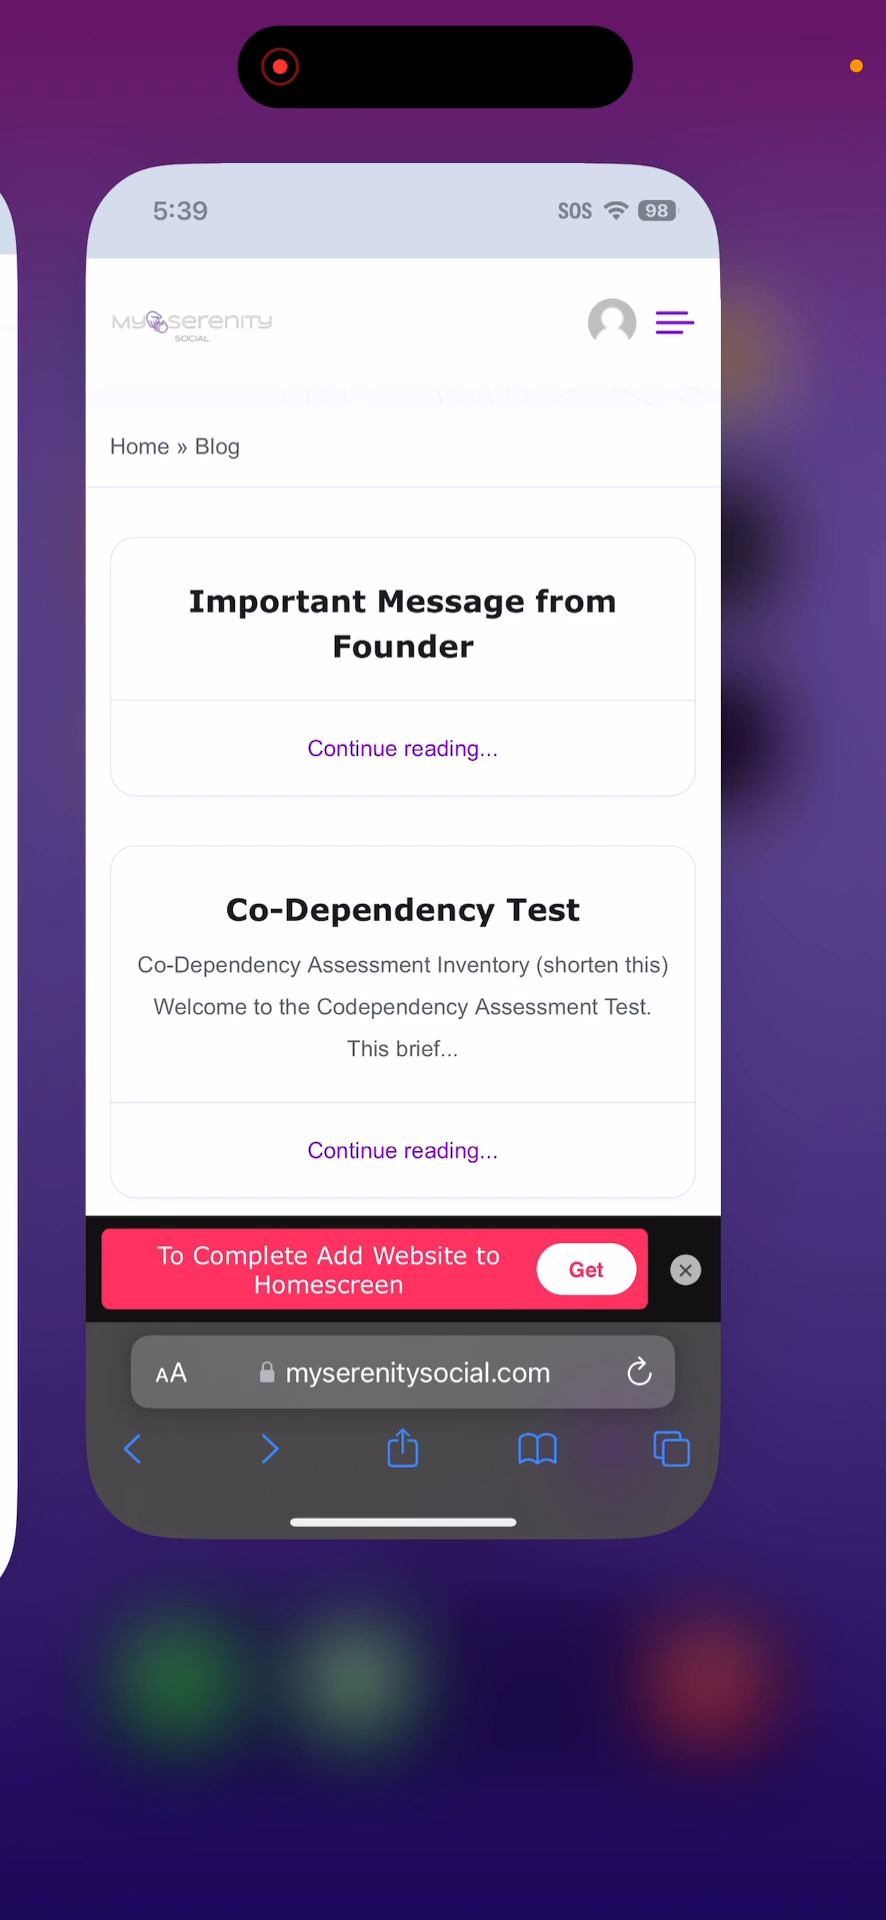 5:39
SOS
98
MY serenity
SOCIAL
Home » Blog
Important Message from
Founder
Continue reading...
Co-Dependency Test
Co-Dependency Assessment Inventory (shorten this)
Welcome to the Codependency Assessment Test.
This brief...
Continue reading...
To Complete Add Website to
Homescreen
Get
AA
myserenitysocial.com